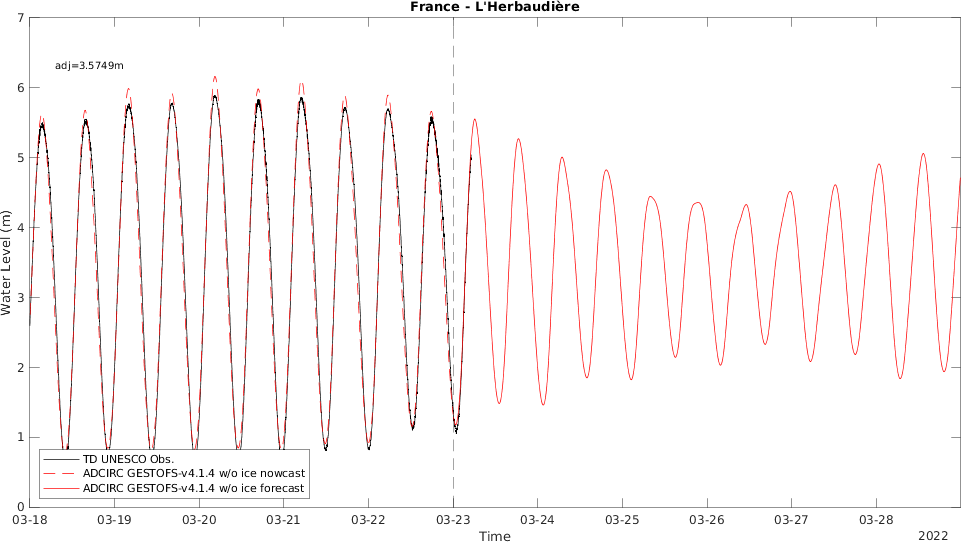 France - L'Herbaudière
7
adj=3.5749m
6
5
4
3
2
1
0
Water Level (m)
TD UNESCO Obs.
ADCIRC GESTOFS-v4.1.4 w/o ice nowcast
ADCIRC GESTOFS-v4.1.4 w/o ice forecast
03-18 03-19 03-20 03-21 03-22 03-23 03-24 03-25 03-26 03-27 03-28
Time
2022